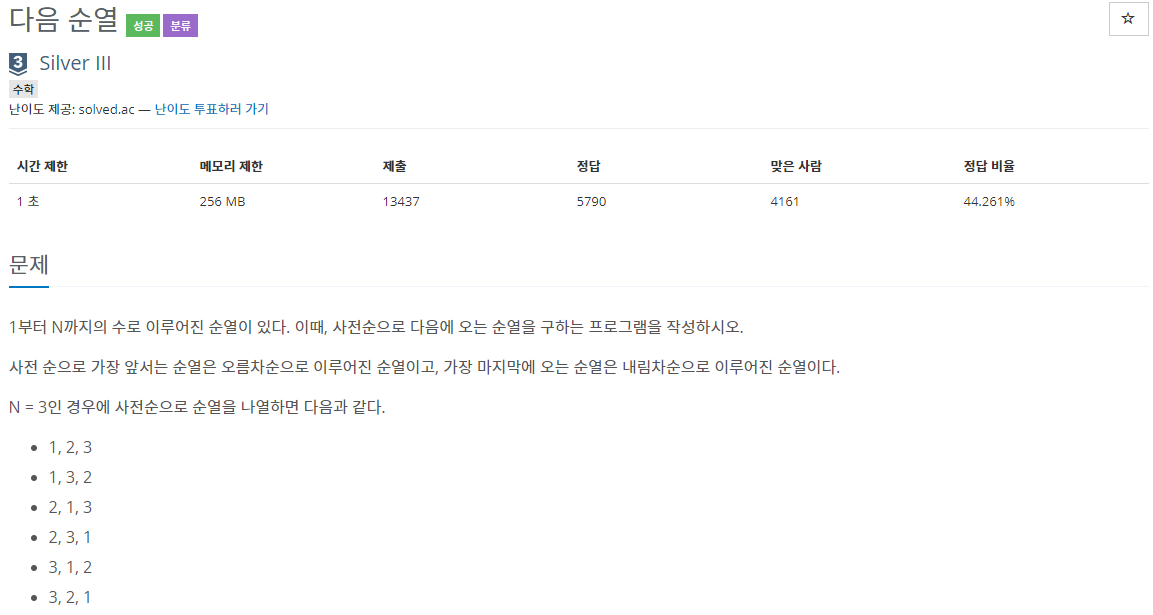 다음 순열 성공 분류
☆
3 Silver III
수학
난이도 제공: solved.ac — 난이도 투표하러 가기
시간 제한 메모리 제한 제출 정답 맞은 사람 정답 비율
1 초 256 MB 13437 5790 4161 44.261%
문제
1부터 N까지의 수로 이루어진 순열이 있다. 이때, 사전순으로 다음에 오는 순열을 구하는 프로그램을 작성하시오.
사전 순으로 가장 앞서는 순열은 오름차순으로 이루어진 순열이고, 가장 마지막에 오는 순열은 내림차순으로 이루어진 순열이다.
N = 3인 경우에 사전순으로 순열을 나열하면 다음과 같다.
• 1, 2, 3
• 1, 3, 2
• 2, 1, 3
• 2, 3, 1
• 3, 1, 2
• 3, 2, 1